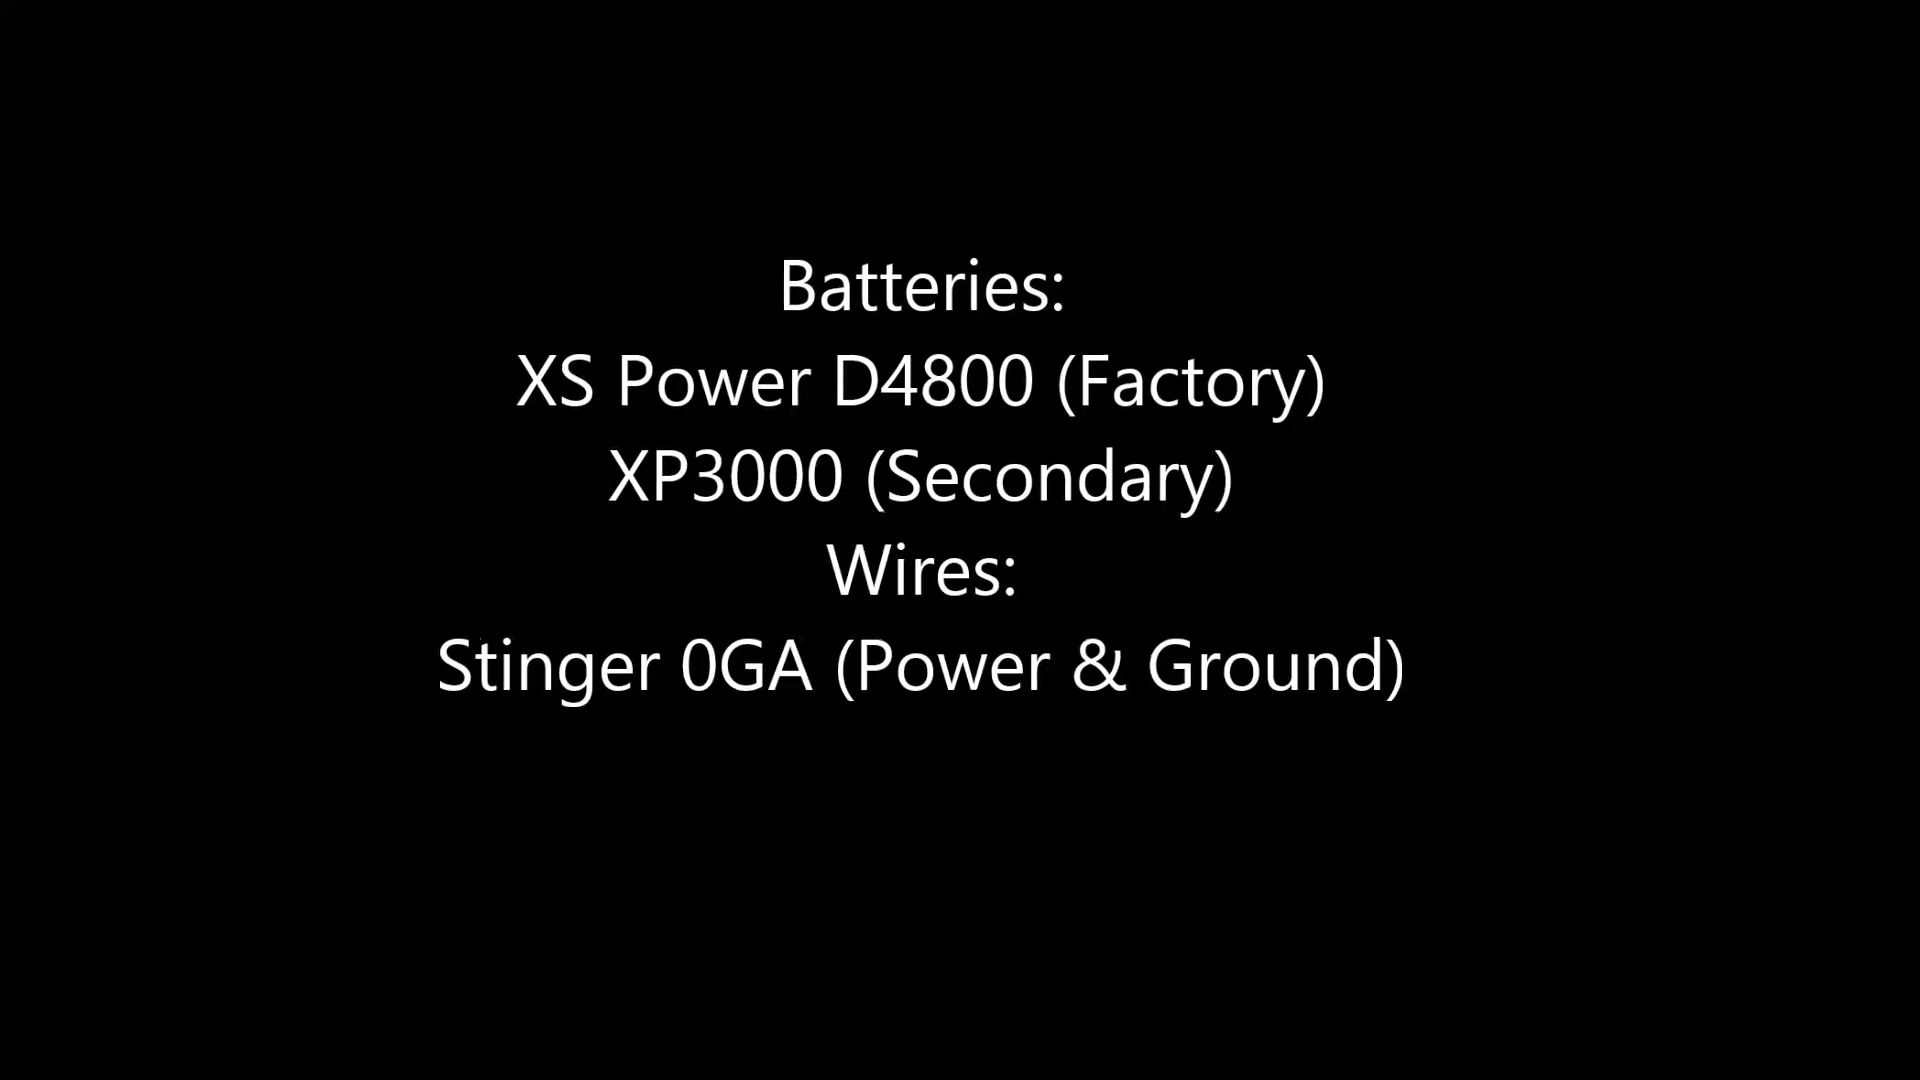 Batteries:
XS Power D4800 (Factory)
XP3000 (Secondary)
Wires:
Stinger 0GA (Power & Ground)